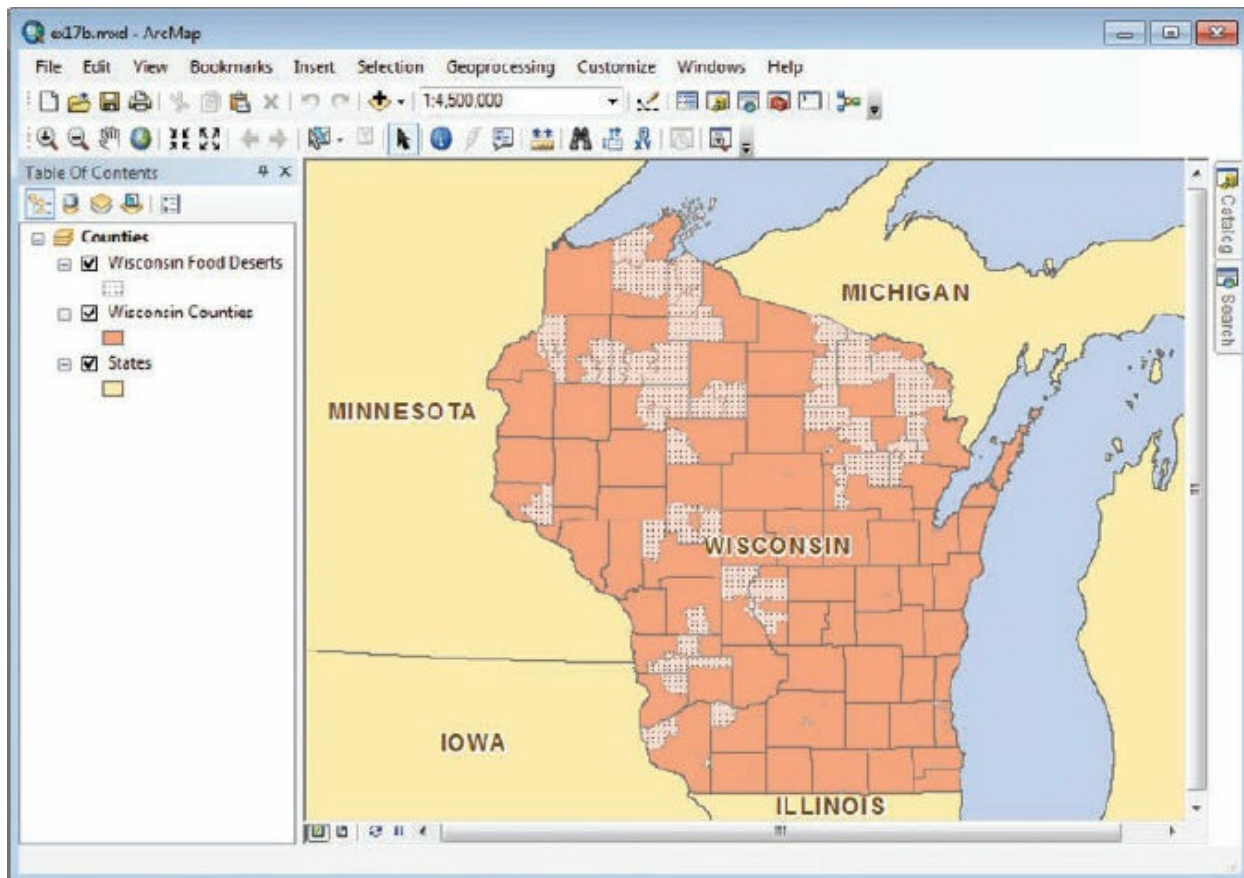 ex17b.mxd - ArcMap
File Edit View Bookmarks Insert Selection Geoprocessing Customize Windows Help
1:4,500,000
Table Of Contents
Counties
Wisconsin Food Deserts
Wisconsin Counties
States
MICHIGAN
MINNESOTA
WISCONSIN
IOWA
ILLINOIS
Catalog
Search